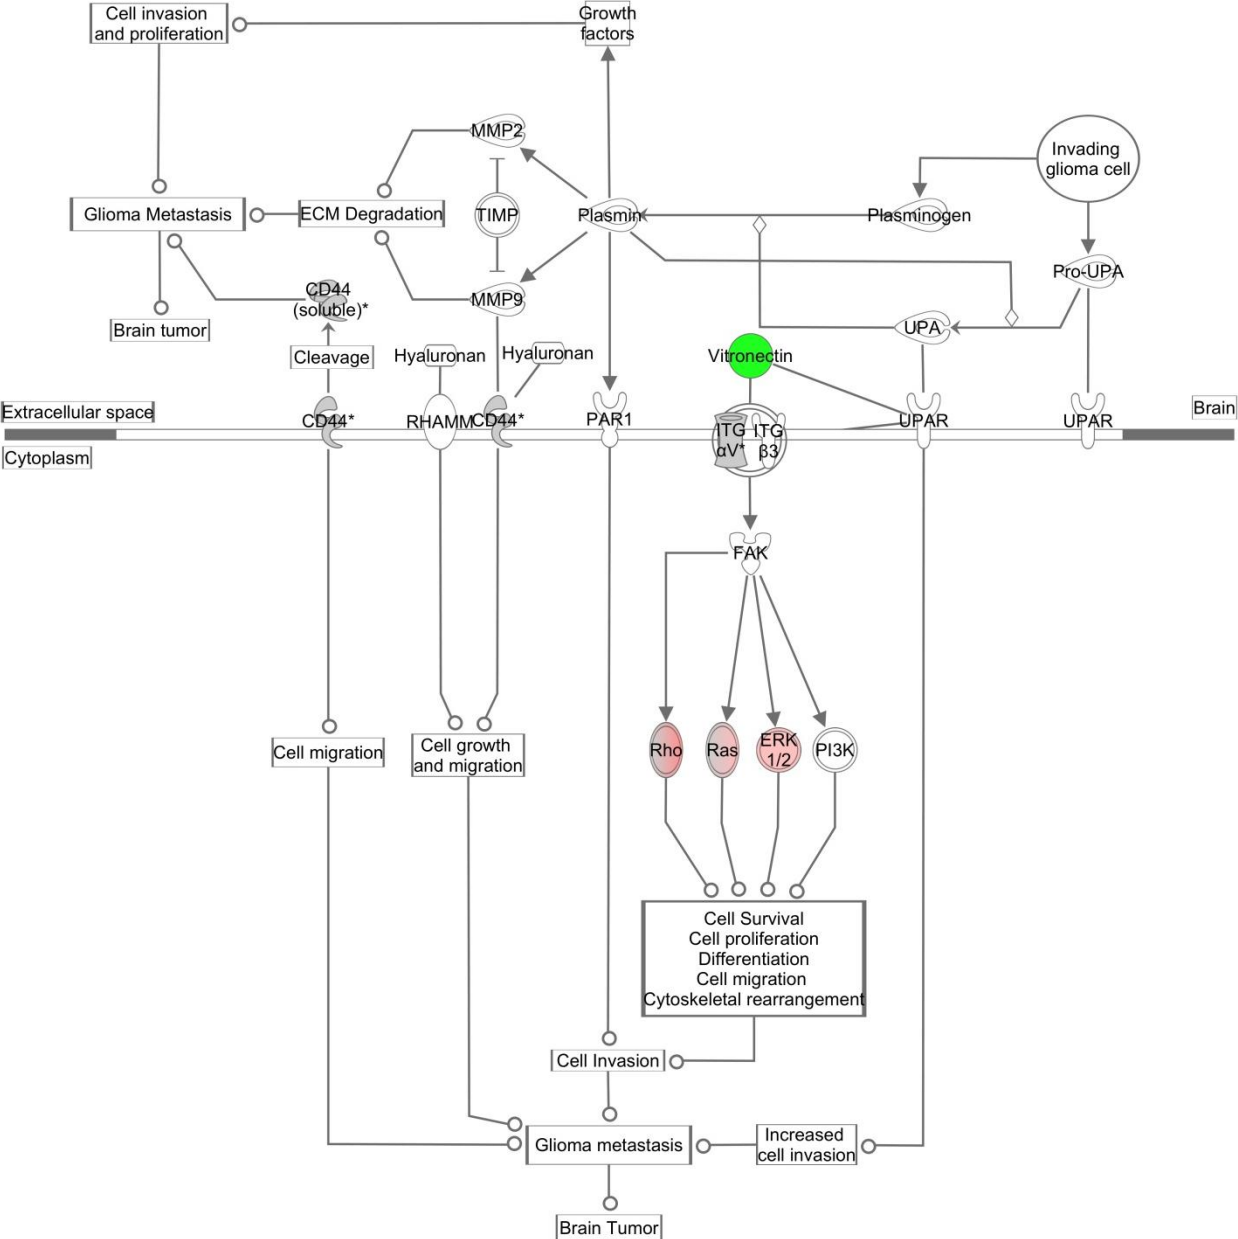 Cell invasion
and proliferation
Growth
factors
MMP2
Invading
glioma cell
Glioma Metastasis
ECM Degradation
TIMP
Plasmin
Plasminogen
Pro-UPA
CD44
(soluble)*
MMP9
Brain tumor
UPA
Cleavage
Hyaluronan
Hyaluronan
Vitronectin
Extracellular space
Brain
CD44*
RHAMM
CD44*
PAR1
ITG
αV*
ITG
β3
UPAR
UPAR
Cytoplasm
FAK
Rho
Ras
ERK
1/2
PI3K
Cell migration
Cell growth
and migration
Cell Survival
Cell proliferation
Differentiation
Cell migration
Cytoskeletal rearrangement
Cell Invasion
Glioma metastasis
Increased
cell invasion
Brain Tumor